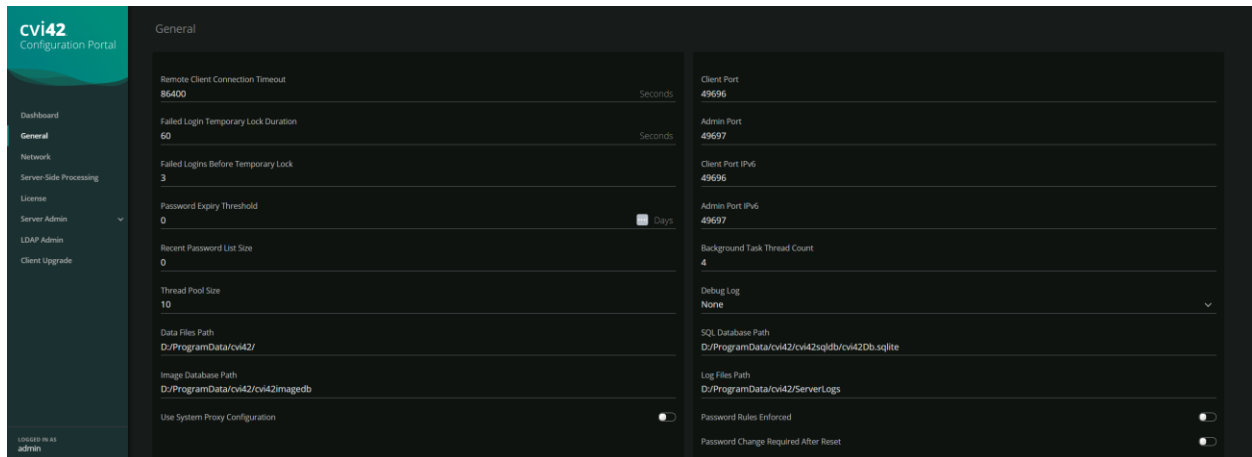 cvi42
Configuration Portal
Dashboard
General
Network
Server-Side Processing
License
Server Admin
LDAP Admin
Client Upgrade
LOGGED IN AS
admin
General
Remote Client Connection Timeout
86400 Seconds
Failed Login Temporary Lock Duration
60 Seconds
Failed Logins Before Temporary Lock
3
Password Expiry Threshold
0 Days
Recent Password List Size
0
Thread Pool Size
10
Data Files Path
D:/ProgramData/cvi42/
Image Database Path
D:/ProgramData/cvi42/cvi42imagedb
Use System Proxy Configuration
Client Port
49696
Admin Port
49697
Client Port IPv6
49696
Admin Port IPv6
49697
Background Task Thread Count
4
Debug Log
None
SQL Database Path
D:/ProgramData/cvi42/cvi42sqldb/cvi42Db.sqlite
Log Files Path
D:/ProgramData/cvi42/ServerLogs
Password Rules Enforced
Password Change Required After Reset